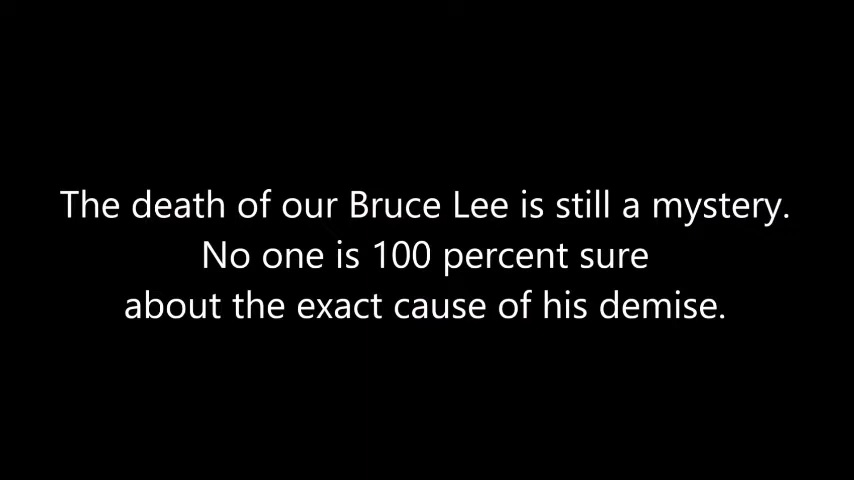 The death of our Bruce Lee is still a mystery.
No one is 100 percent sure
about the exact cause of his demise.